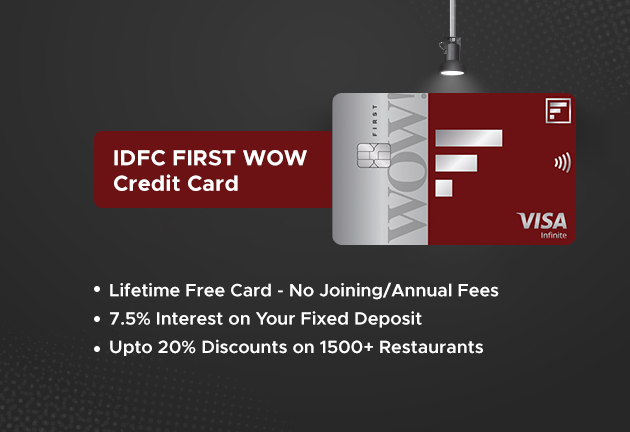 IDFC FIRST WOW
Credit Card
FIRST
WOW!
VISA
Infinite
• Lifetime Free Card - No Joining/Annual Fees
• 7.5% Interest on Your Fixed Deposit
• Upto 20% Discounts on 1500+ Restaurants